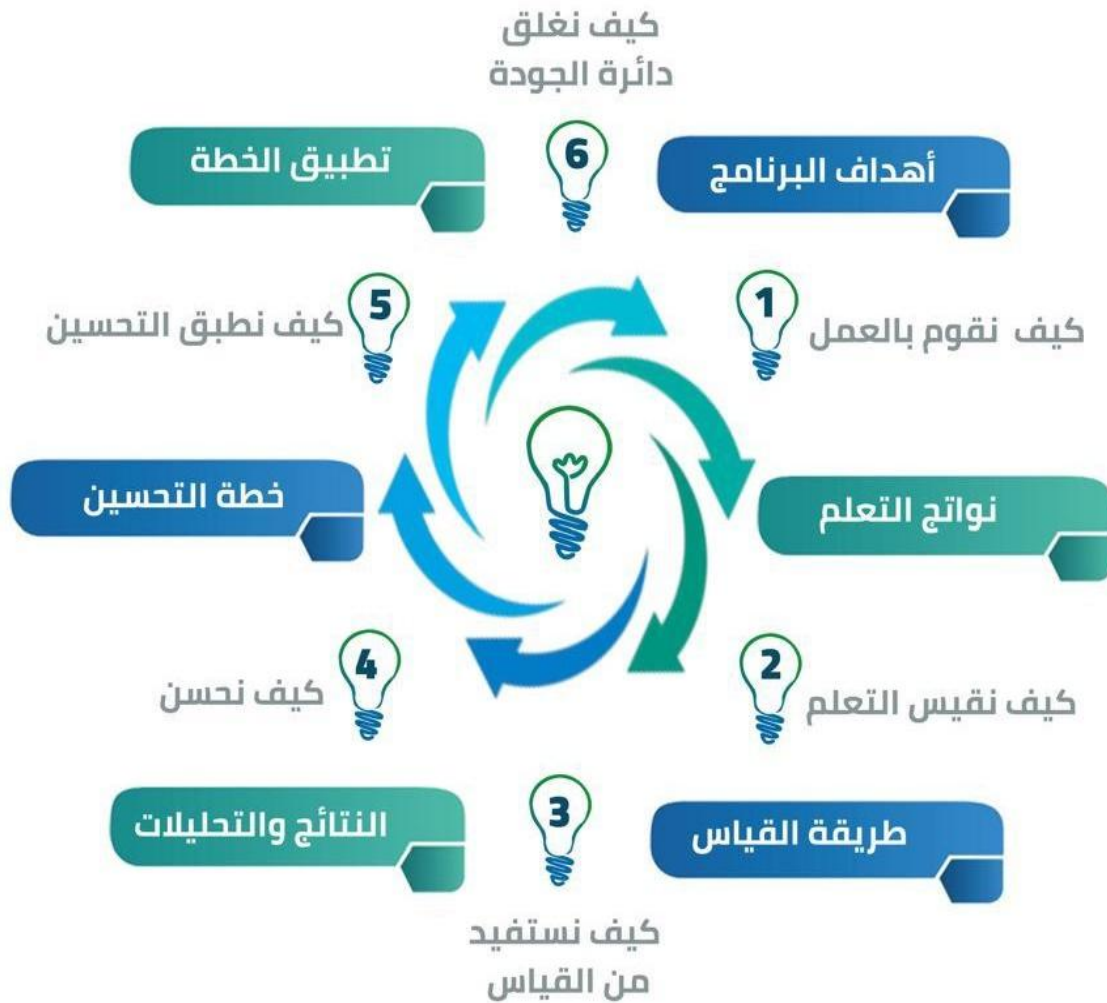 كيف نغلق
دائرة الجودة
6
أهداف البرنامج
1
كيف نقوم بالعمل
نواتج التعلم
2
كيف نقيس التعلم
طريقة القياس
3
كيف نستفيد
من القياس
النتائج والتحليلات
4
كيف نحسن
خطة التحسين
5
كيف نطبق التحسين
تطبيق الخطة